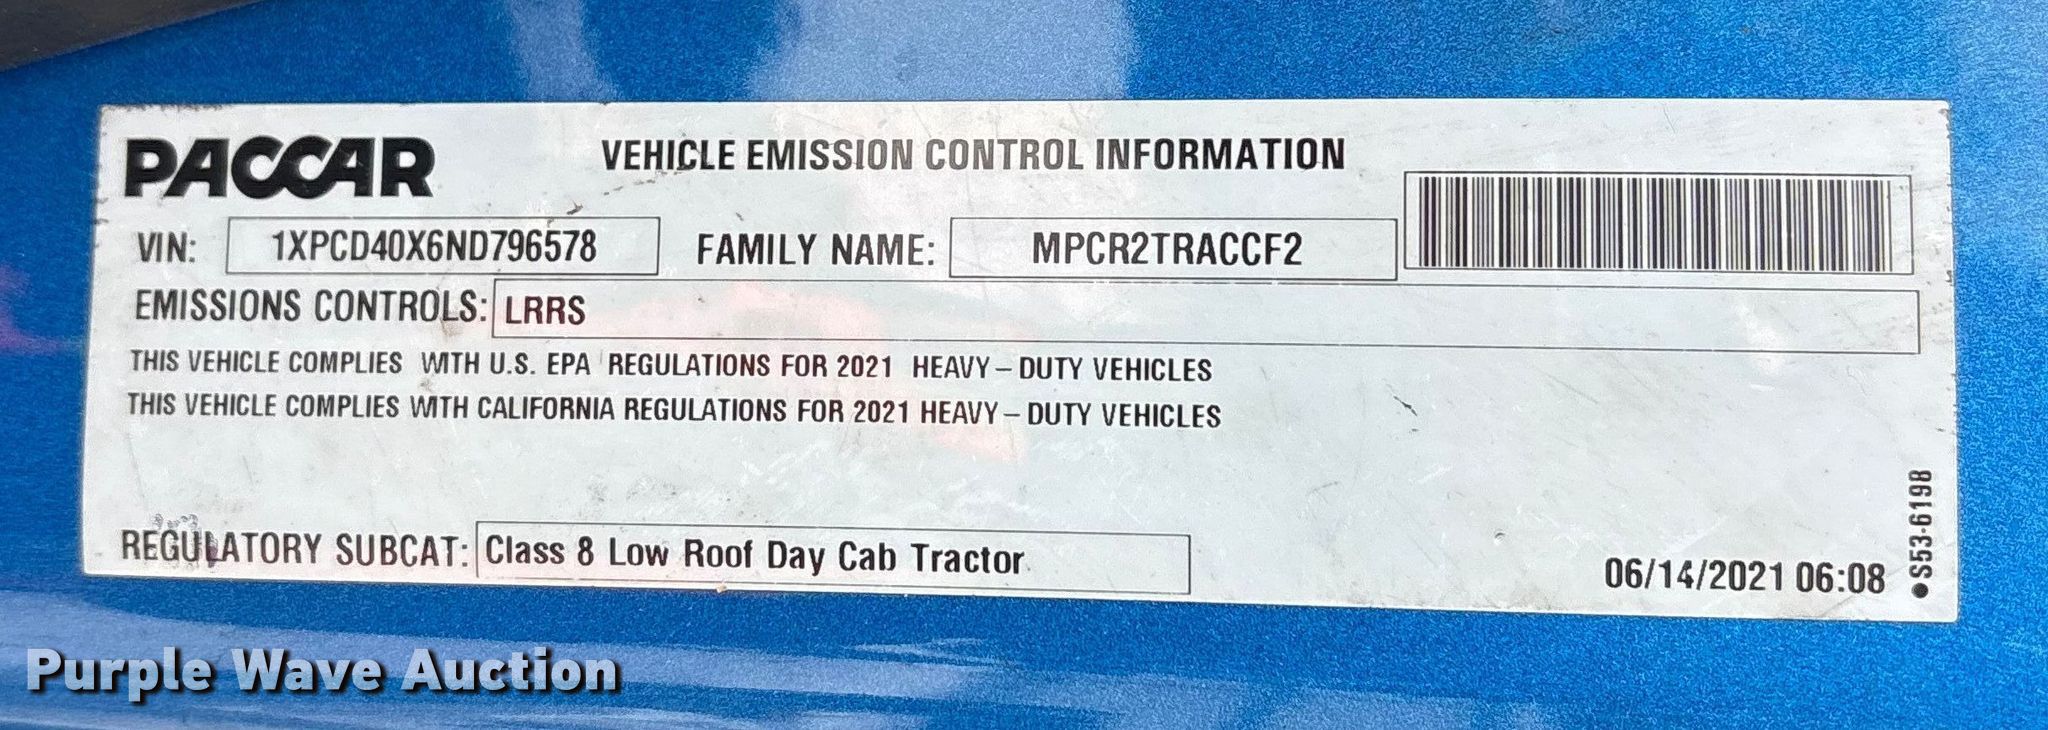 PACCAR
VEHICLE EMISSION CONTROL INFORMATION
VIN: 1XPCD40X6ND796578 FAMILY NAME: MPCR2TRACCF2
EMISSIONS CONTROLS: LRRS
THIS VEHICLE COMPLIES WITH U.S. EPA REGULATIONS FOR 2021 HEAVY-DUTY VEHICLES
THIS VEHICLE COMPLIES WITH CALIFORNIA REGULATIONS FOR 2021 HEAVY-DUTY VEHICLES
REGULATORY SUBCAT: Class 8 Low Roof Day Cab Tractor
06/14/2021 06:08
●S53-6198
Purple Wave Auction